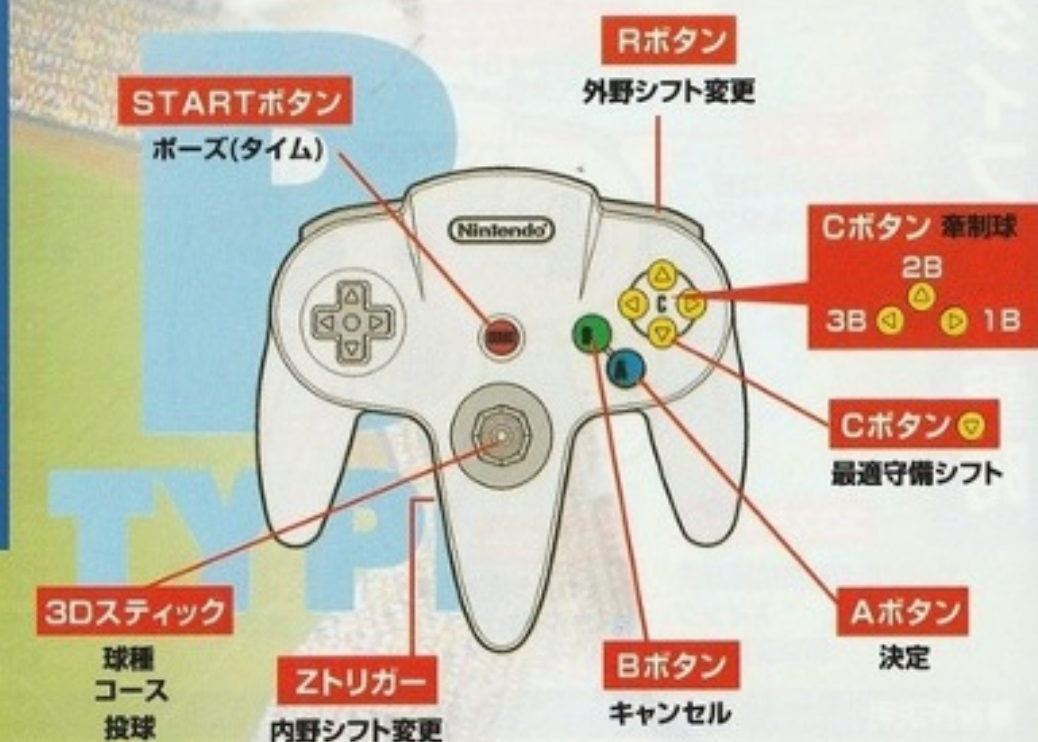 Rボタン
外野シフト変更
STARTボタン
ポーズ(タイム)
Nintendo
Cボタン 牽制球
2B
3B 1B
C
B
A
Cボタン
最適守備シフト
3Dスティック
球種
コース
投球
Zトリガー
内野シフト変更
Bボタン
キャンセル
Aボタン
決定
P
TYP